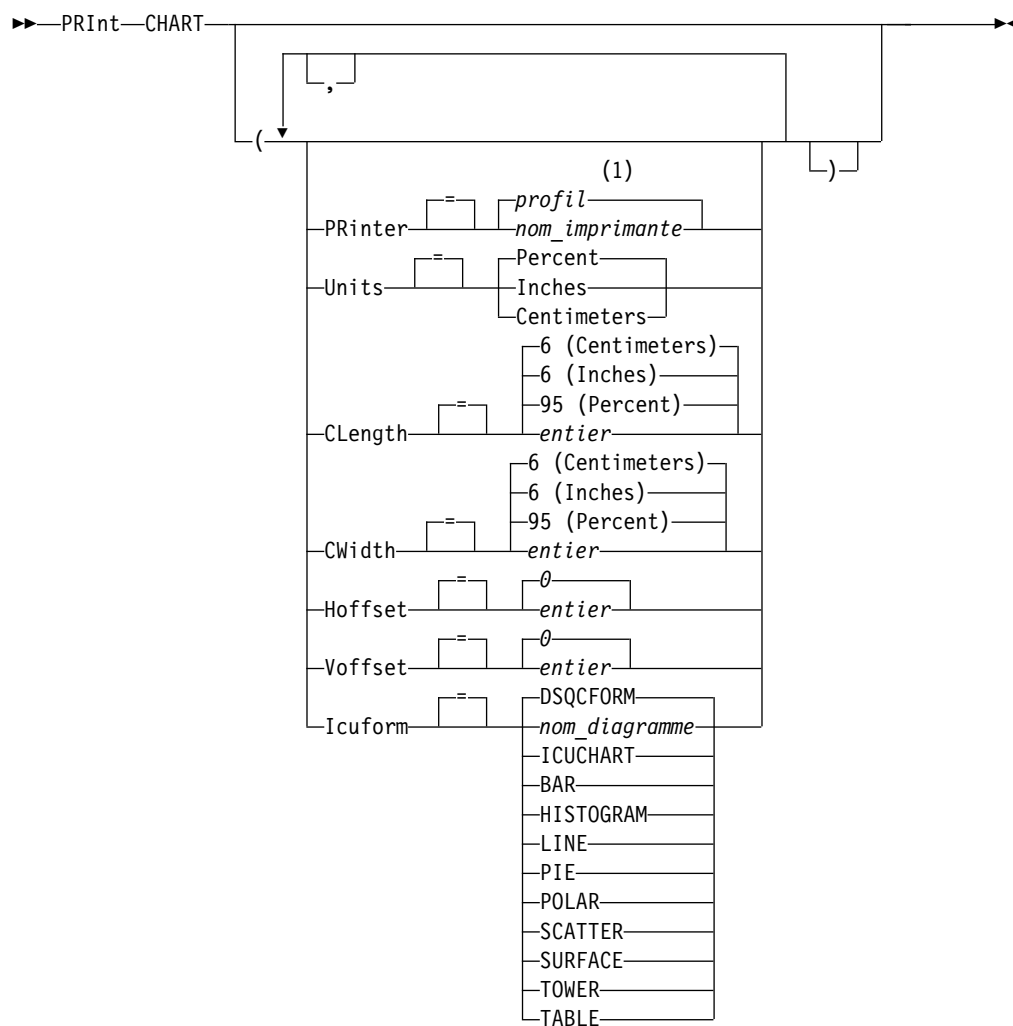 PRInt CHART
,
(
)
(1)
= profil
PRinter nom_imprimante
= Percent
Units Inches
Centimeters
6 (Centimeters)
6 (Inches)
= 95 (Percent)
CLength entier
6 (Centimeters)
6 (Inches)
= 95 (Percent)
CWidth entier
= 0
Hoffset entier
= 0
Voffset entier
= DSQCFORM
Icuform nom_diagramme
ICUCHART
BAR
HISTOGRAM
LINE
PIE
POLAR
SCATTER
SURFACE
TOWER
TABLE